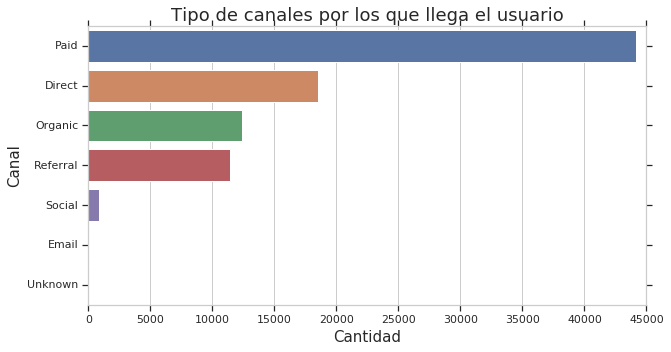 Tipo de canales por los que llega el usuario
Paid
Direct
Organic
Referral
Social
Email
Unknown
Canal
0 5000 10000 15000 20000 25000 30000 35000 40000 45000
Cantidad